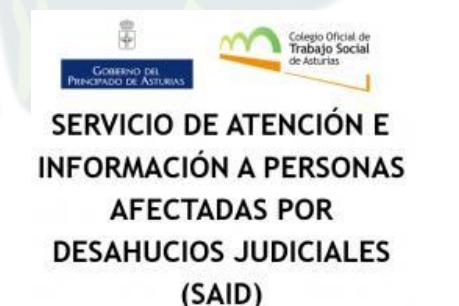 GOBIERNO DEL
PRINCIPADO DE ASTURIAS
Colegio Oficial de
Trabajo Social
de Asturias
SERVICIO DE ATENCIÓN E
INFORMACIÓN A PERSONAS
AFECTADAS POR
DESAHUCIOS JUDICIALES
(SAID)